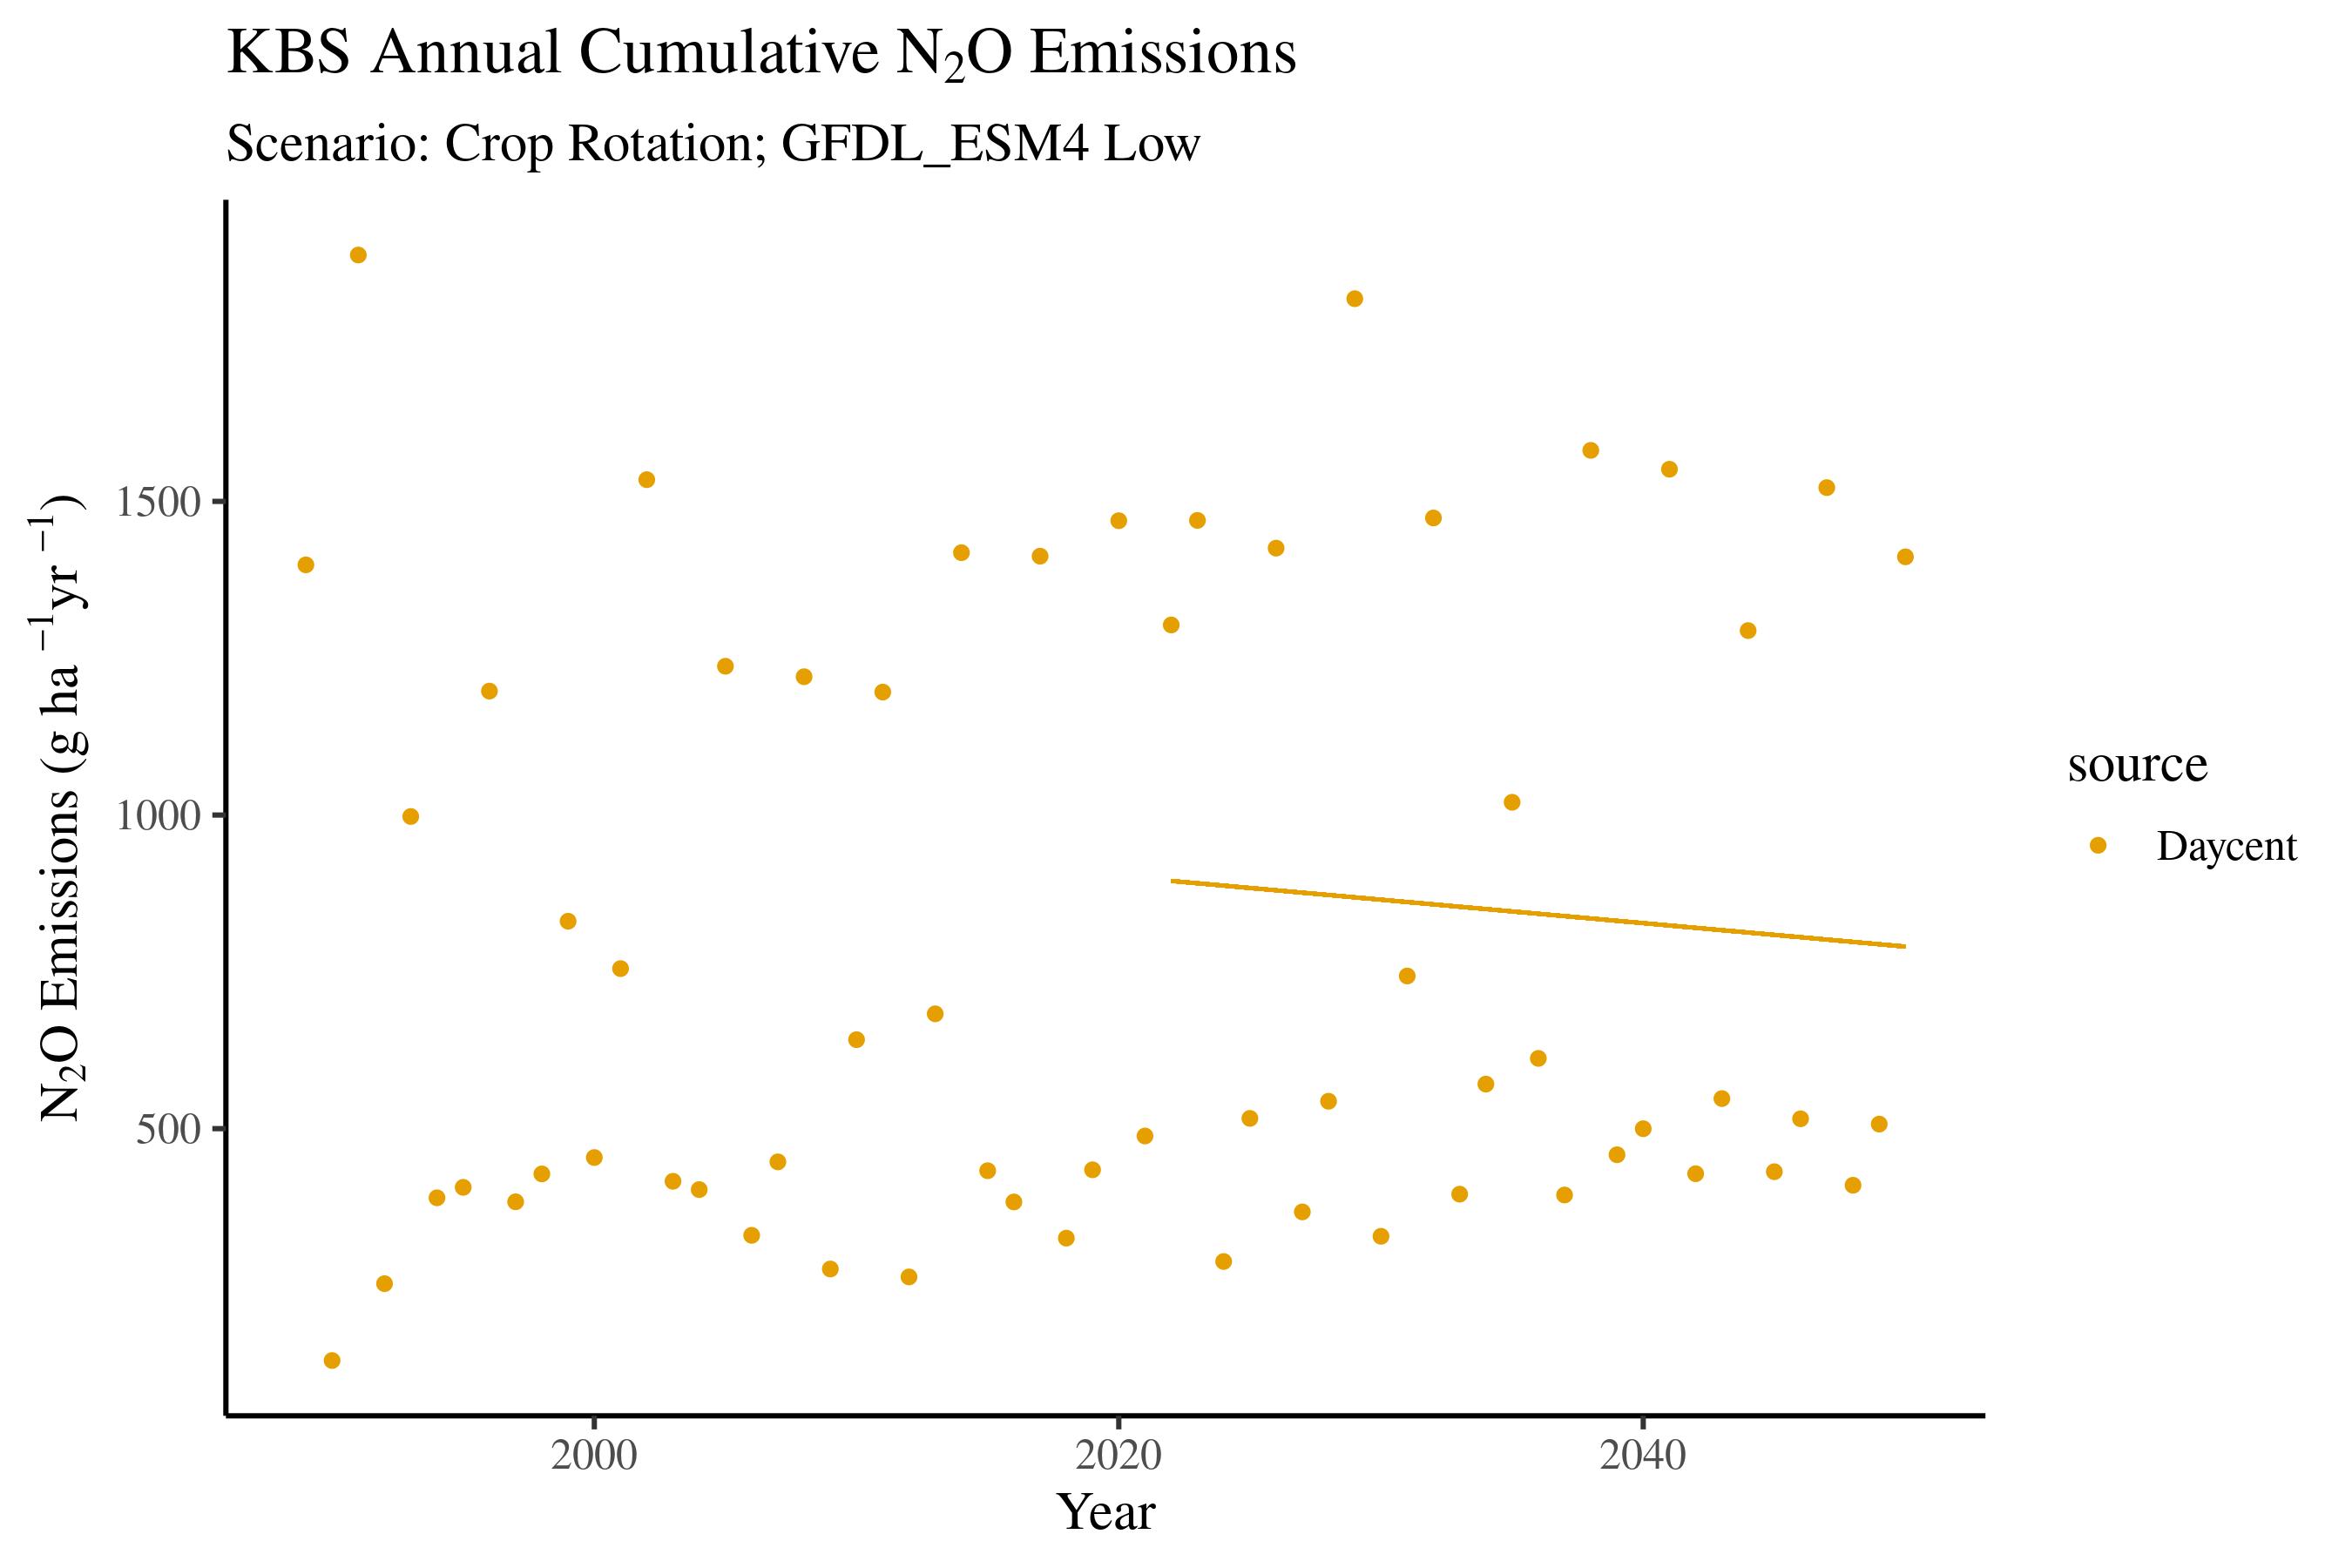 KBS Annual Cumulative N₂O Emissions
Scenario: Crop Rotation; GFDL_ESM4 Low
N₂O Emissions (g ha⁻¹yr⁻¹)
1500
1000
500
2000 2020 2040
Year
source
Daycent